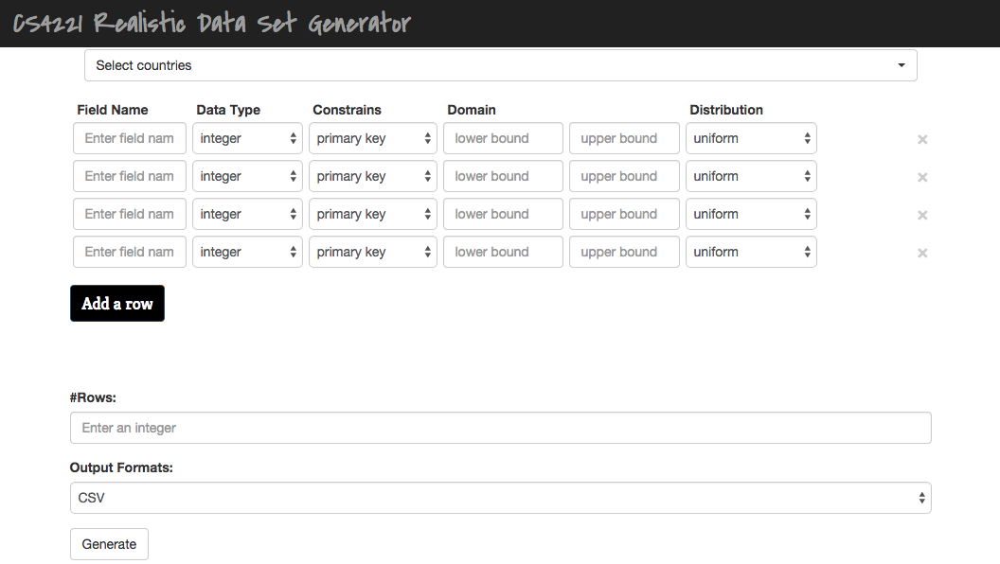 CS4221 Realistic Data Set Generator
Select countries
Field Name Data Type Constrains Domain Distribution
Enter field nam integer primary key lower bound upper bound uniform ×
Enter field nam integer primary key lower bound upper bound uniform ×
Enter field nam integer primary key lower bound upper bound uniform ×
Enter field nam integer primary key lower bound upper bound uniform ×
Add a row
#Rows:
Enter an integer
Output Formats:
CSV
Generate